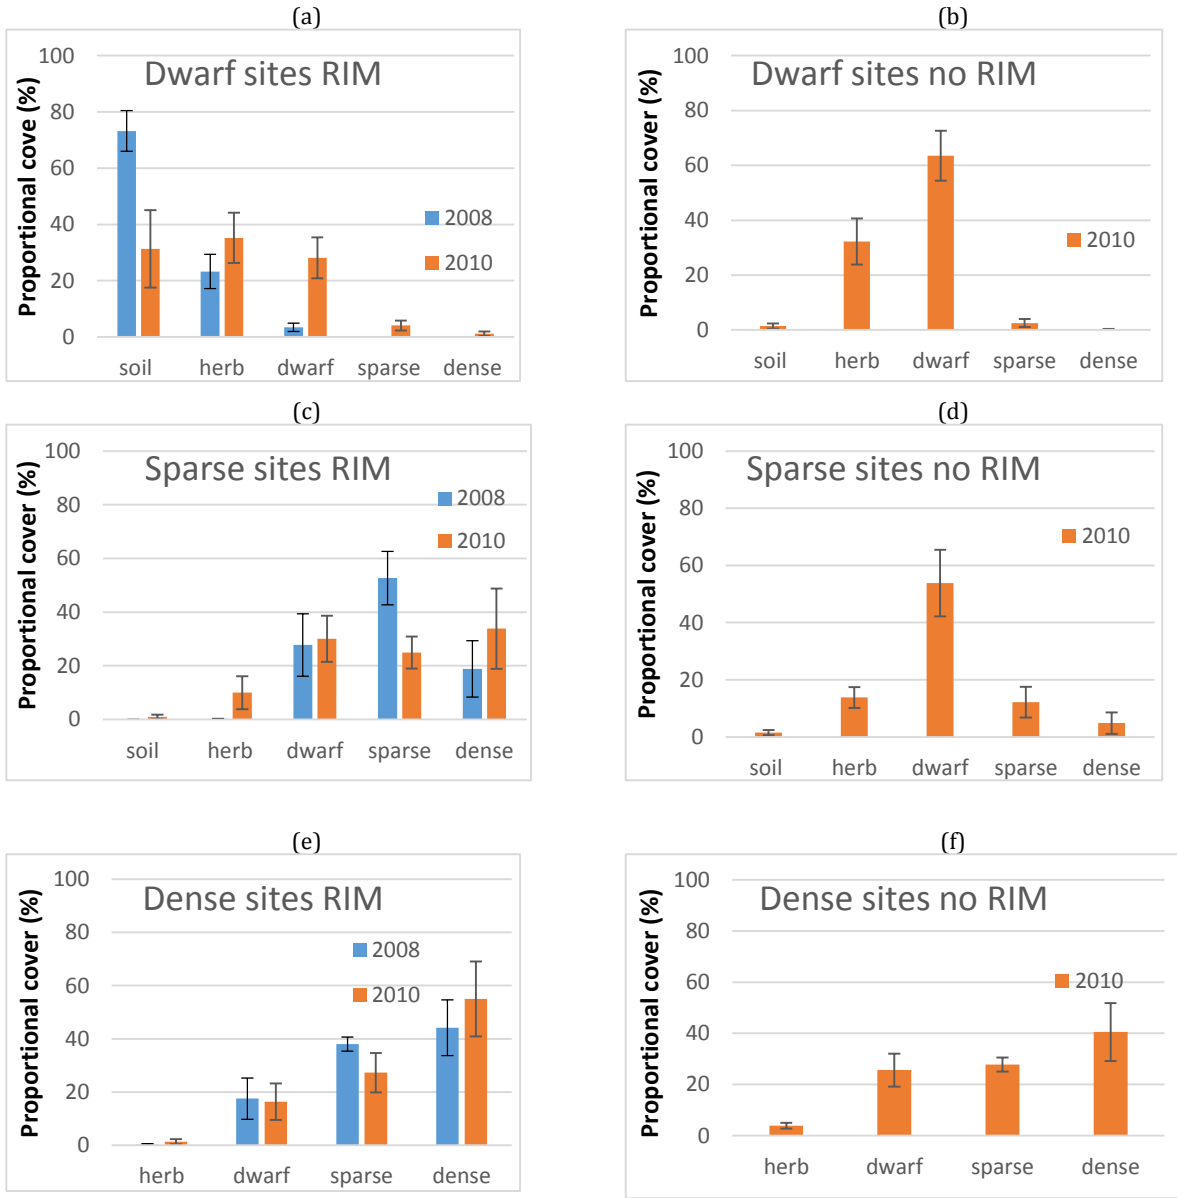 (a)
Dwarf sites RIM
Proportional cove (%)
100
80
60
40
20
0
2008
2010
soil herb dwarf sparse dense
(b)
Dwarf sites no RIM
Proportional cover (%)
100
80
60
40
20
0
2010
soil herb dwarf sparse dense
(c)
Sparse sites RIM
Proportional cover (%)
100
80
60
40
20
0
2008
2010
soil herb dwarf sparse dense
(d)
Sparse sites no RIM
Proportional cover (%)
100
80
60
40
20
0
2010
soil herb dwarf sparse dense
(e)
Dense sites RIM
Proportional cover (%)
100
80
60
40
20
0
2008
2010
herb dwarf sparse dense
(f)
Dense sites no RIM
Proportional cover (%)
100
80
60
40
20
0
2010
herb dwarf sparse dense